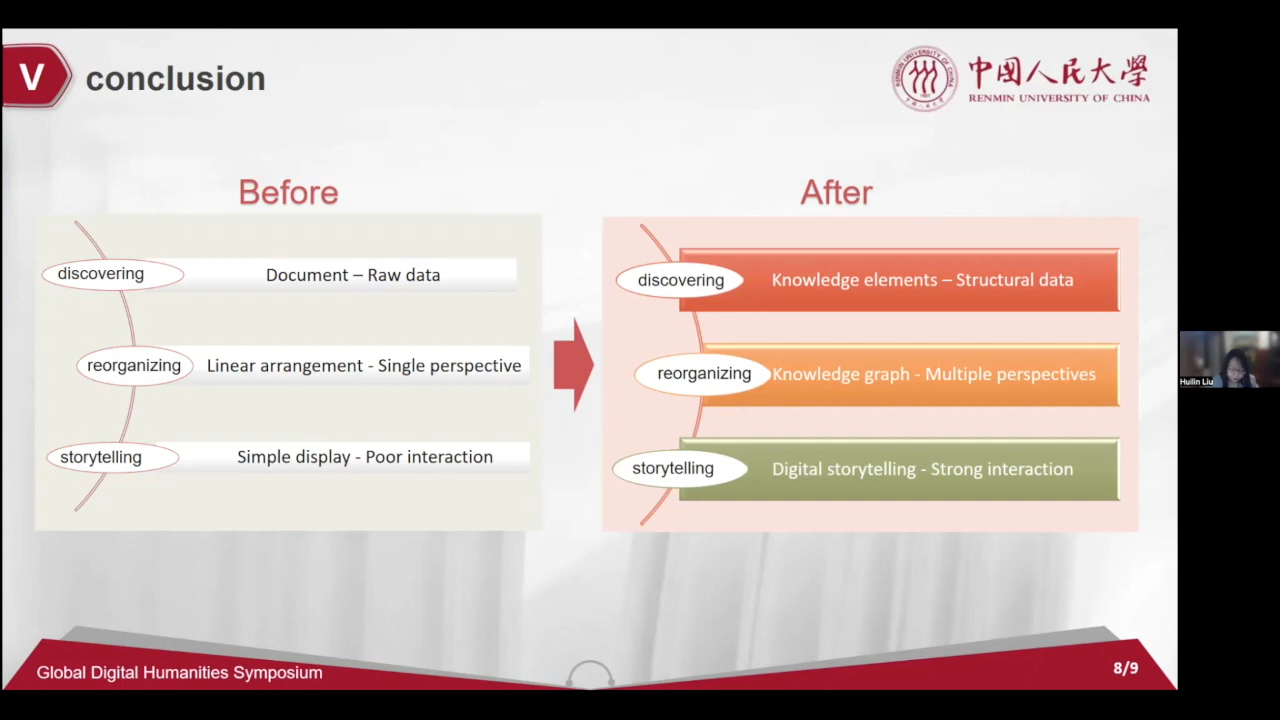 V
conclusion
中國人民大學
RENMIN UNIVERSITY OF CHINA
Before
discovering
Document – Raw data
reorganizing
Linear arrangement - Single perspective
storytelling
Simple display - Poor interaction
After
discovering
Knowledge elements – Structural data
reorganizing
Knowledge graph - Multiple perspectives
storytelling
Digital storytelling - Strong interaction
Huilin Liu
Global Digital Humanities Symposium
8/9